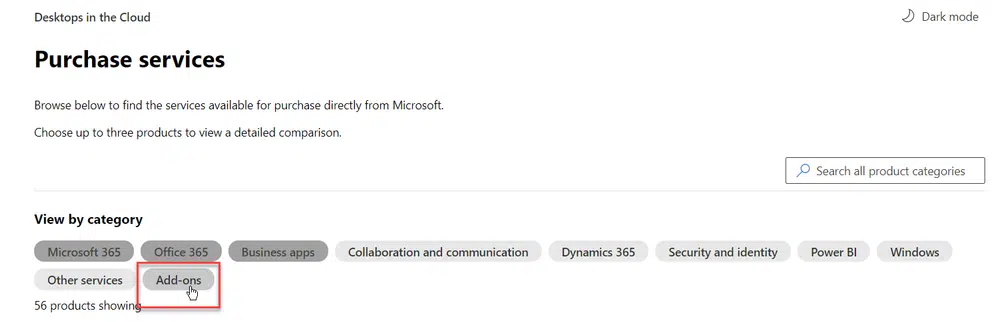 Desktops in the Cloud
Dark mode
Purchase services
Browse below to find the services available for purchase directly from Microsoft.
Choose up to three products to view a detailed comparison.
Search all product categories
View by category
Microsoft 365 Office 365 Business apps Collaboration and communication Dynamics 365 Security and identity Power BI Windows
Other services Add-ons
56 products showing